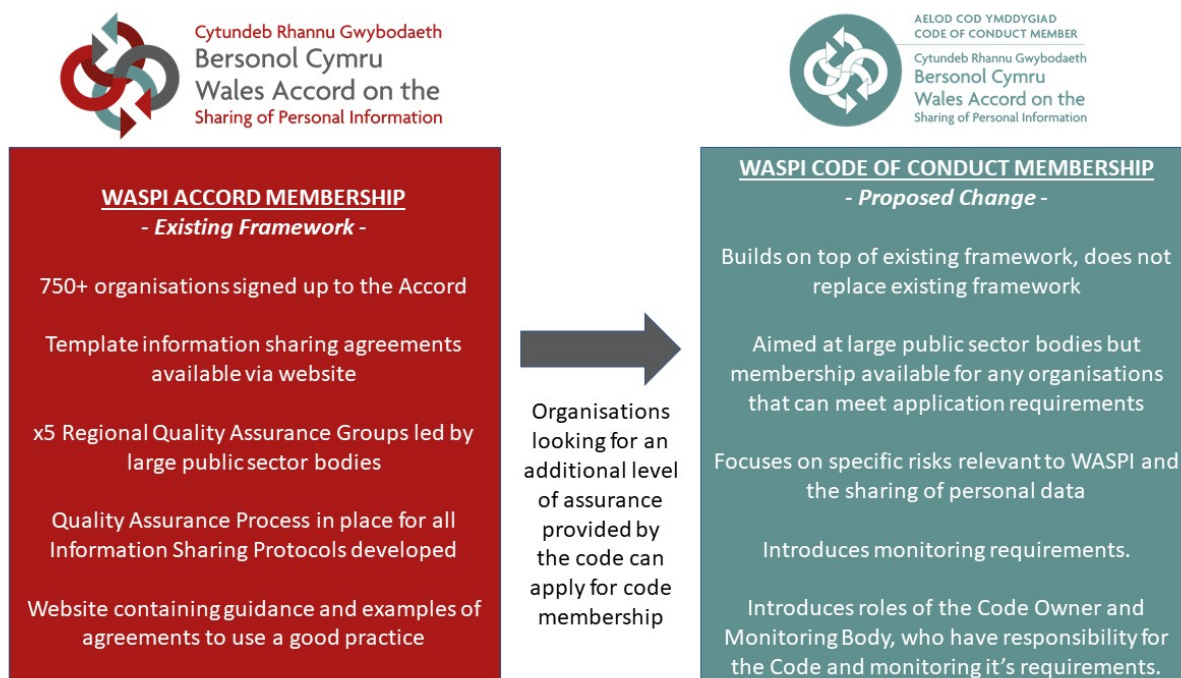 Cytundeb Rhannu Gwybodaeth
Bersonol Cymru
Wales Accord on the
Sharing of Personal Information
AELOD COD YMDDYGIAD
CODE OF CONDUCT MEMBER
Cytundeb Rhannu Gwybodaeth
Bersonol Cymru
Wales Accord on the
Sharing of Personal Information
WASPI ACCORD MEMBERSHIP
- Existing Framework -
750+ organisations signed up to the Accord
Template information sharing agreements
available via website
x5 Regional Quality Assurance Groups led by
large public sector bodies
Quality Assurance Process in place for all
Information Sharing Protocols developed
Website containing guidance and examples of
agreements to use a good practice
Organisations
looking for an
additional level
of assurance
provided by
the code can
apply for code
membership
WASPI CODE OF CONDUCT MEMBERSHIP
- Proposed Change -
Builds on top of existing framework, does not
replace existing framework
Aimed at large public sector bodies but
membership available for any organisations
that can meet application requirements
Focuses on specific risks relevant to WASPI and
the sharing of personal data
Introduces monitoring requirements.
Introduces roles of the Code Owner and
Monitoring Body, who have responsibility for
the Code and monitoring it's requirements.